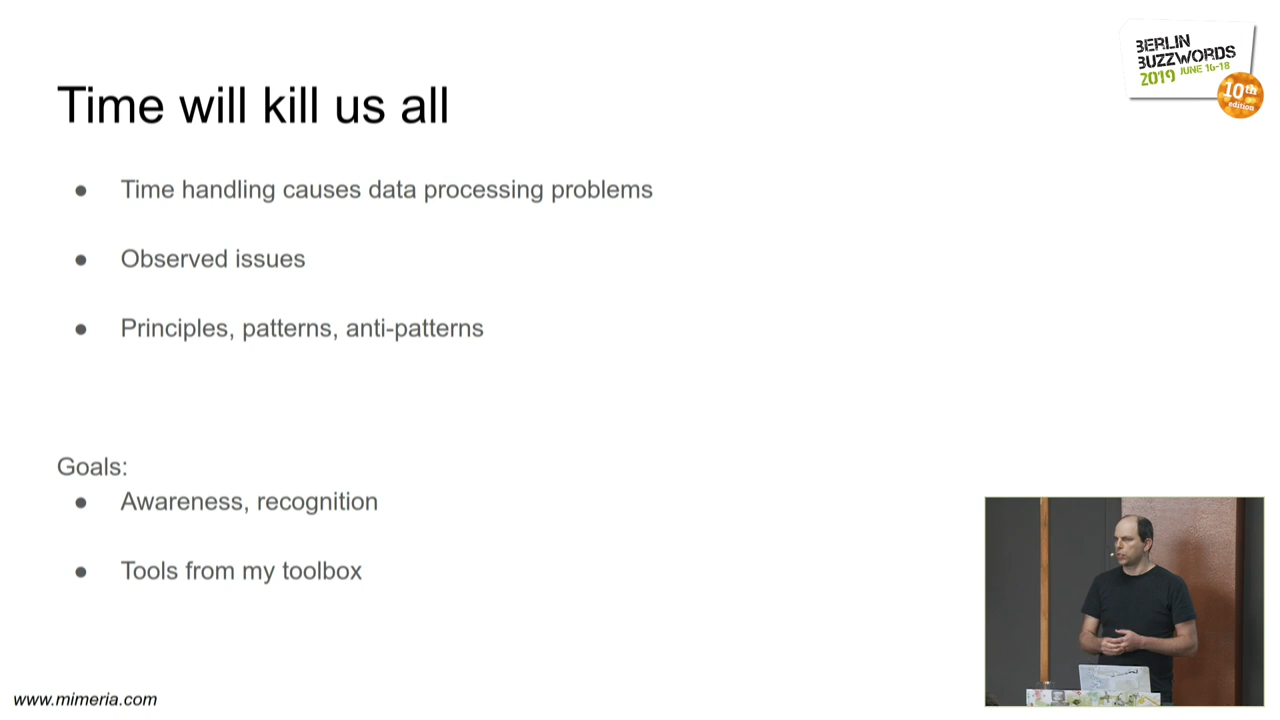 BERLIN
BUZZWORDS
2019 JUNE 16-18
10th
edition
Time will kill us all
● Time handling causes data processing problems
● Observed issues
● Principles, patterns, anti-patterns
Goals:
● Awareness, recognition
● Tools from my toolbox
www.mimeria.com